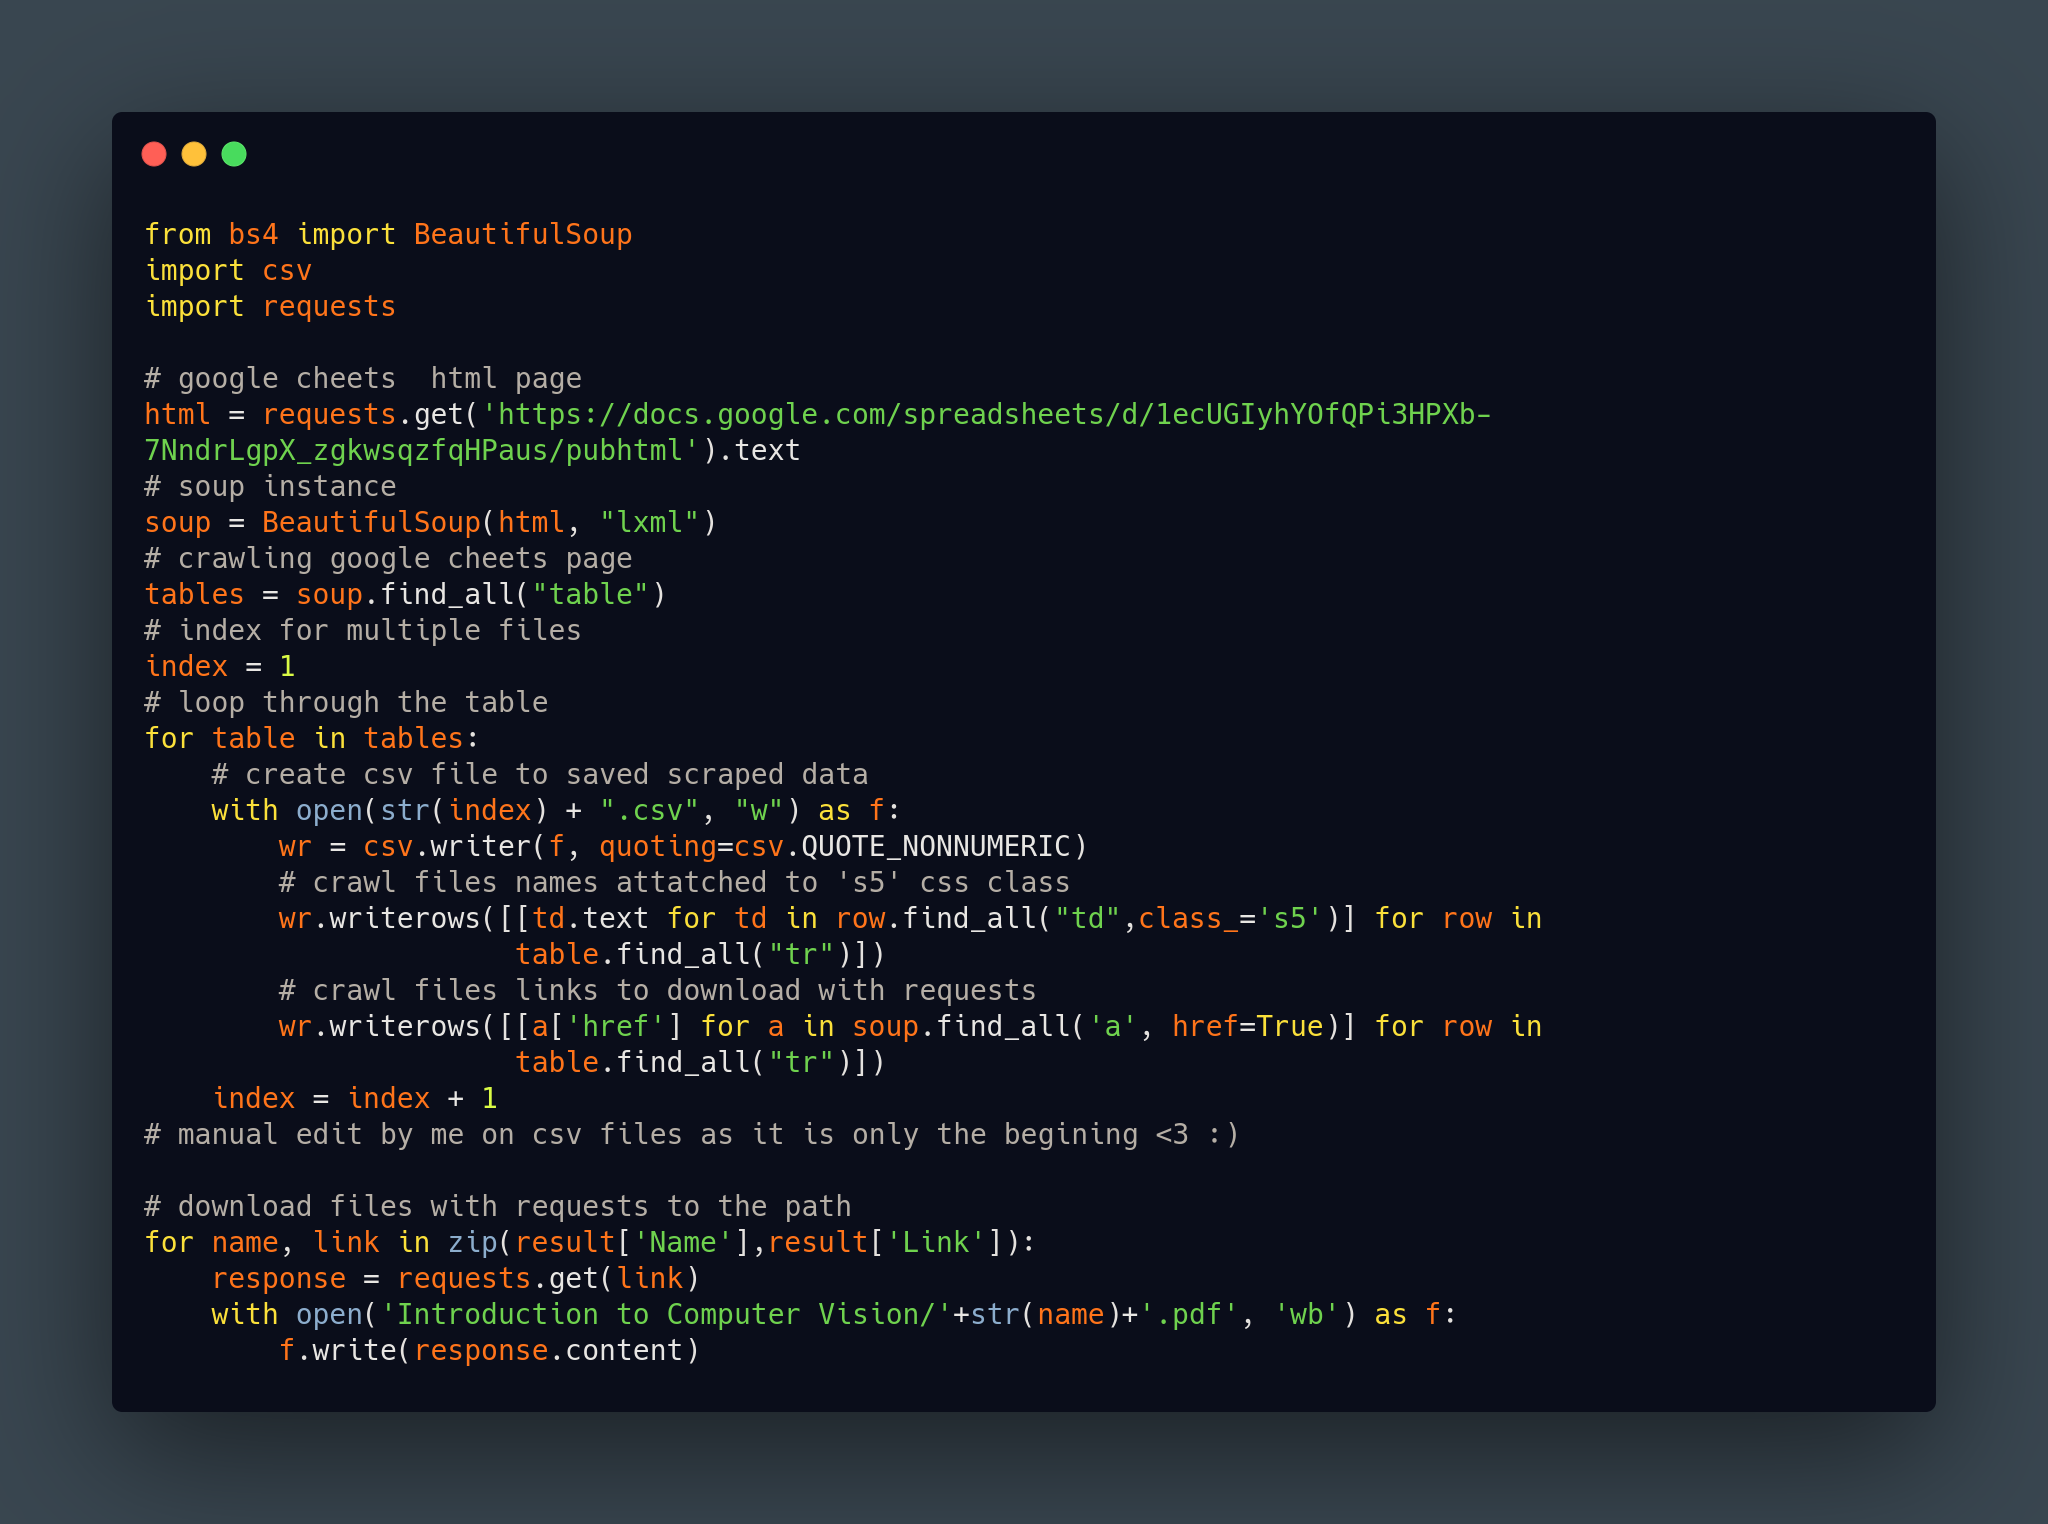 from bs4 import BeautifulSoup
import csv
import requests

# google cheets  html page
html = requests.get('https://docs.google.com/spreadsheets/d/1ecUGIyhYOfQPi3HPXb-
7NndrLgpX_zgkwsqzfqHPaus/pubhtml').text
# soup instance
soup = BeautifulSoup(html, "lxml")
# crawling google cheets page
tables = soup.find_all("table")
# index for multiple files
index = 1
# loop through the table
for table in tables:
    # create csv file to saved scraped data
    with open(str(index) + ".csv", "w") as f:
        wr = csv.writer(f, quoting=csv.QUOTE_NONNUMERIC)
        # crawl files names attatched to 's5' css class
        wr.writerows([[td.text for td in row.find_all("td",class_='s5')] for row in
                      table.find_all("tr")])
        # crawl files links to download with requests
        wr.writerows([[a['href'] for a in soup.find_all('a', href=True)] for row in
                      table.find_all("tr")])
    index = index + 1
# manual edit by me on csv files as it is only the begining <3 :)

# download files with requests to the path
for name, link in zip(result['Name'],result['Link']):
    response = requests.get(link)
    with open('Introduction to Computer Vision/'+str(name)+'.pdf', 'wb') as f:
        f.write(response.content)